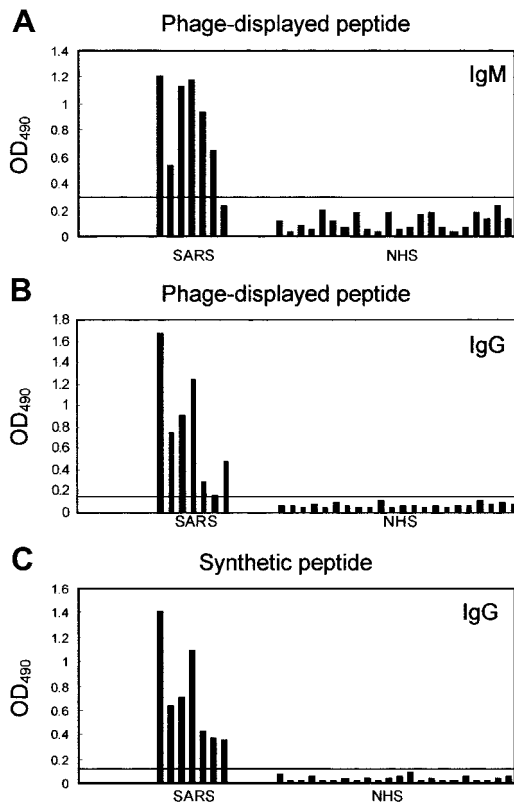 A
Phage-displayed peptide
1.4
IgM
1.2
1
0.8
0.6
0.4
0.2
0
OD490
SARS
NHS
B
Phage-displayed peptide
1.8
IgG
1.6
1.4
1.2
1
0.8
0.6
0.4
0.2
0
OD490
SARS
NHS
C
Synthetic peptide
1.6
IgG
1.4
1.2
1
0.8
0.6
0.4
0.2
0
OD490
SARS
NHS